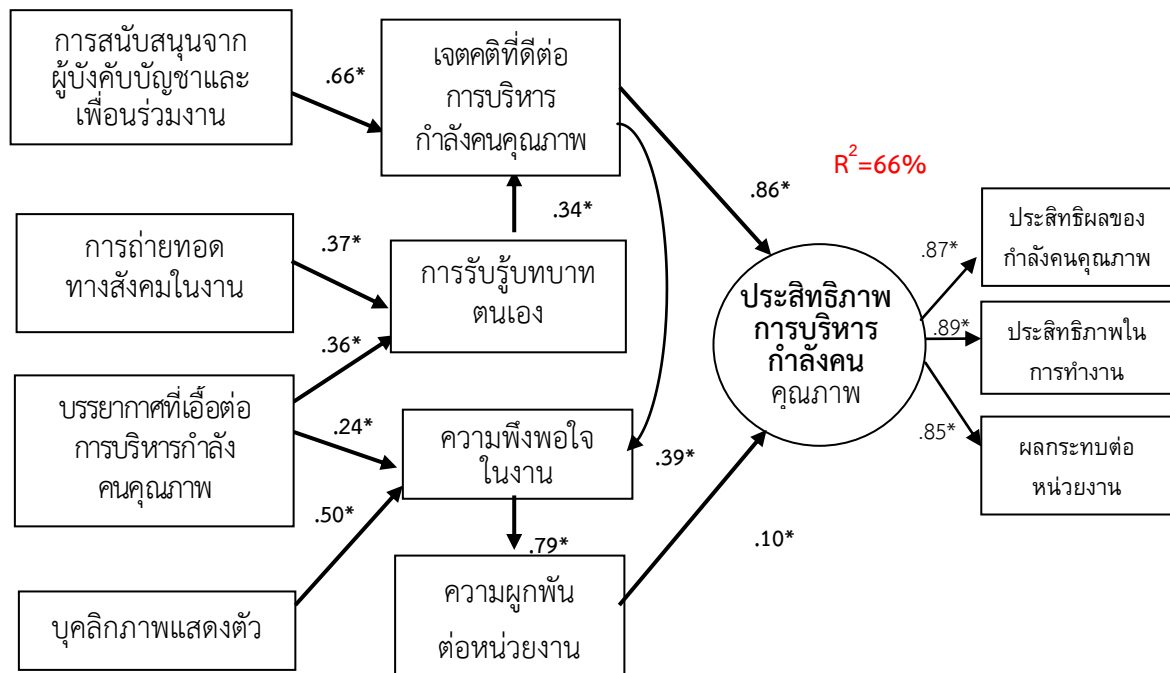 การสนับสนุนจาก
ผู้บังคับบัญชาและ
เพื่อนร่วมงาน
.66*
เจตคติที่ดีต่อ
การบริหาร
กำลังคนคุณภาพ
R²=66%
.86*
.34*
การถ่ายทอด
ทางสังคมในงาน
.37*
การรับรู้บทบาท
ตนเอง
.36*
บรรยากาศที่เอื้อต่อ
การบริหารกำลัง
คนคุณภาพ
.24*
ความพึงพอใจ
ในงาน
.39*
.50*
.79*
.10*
บุคลิกภาพแสดงตัว
ความผูกพัน
ต่อหน่วยงาน
ประสิทธิภาพ
การบริหาร
กำลังคน
คุณภาพ
.87*
ประสิทธิผลของ
กำลังคนคุณภาพ
.89*
ประสิทธิภาพใน
การทำงาน
.85*
ผลกระทบต่อ
หน่วยงาน